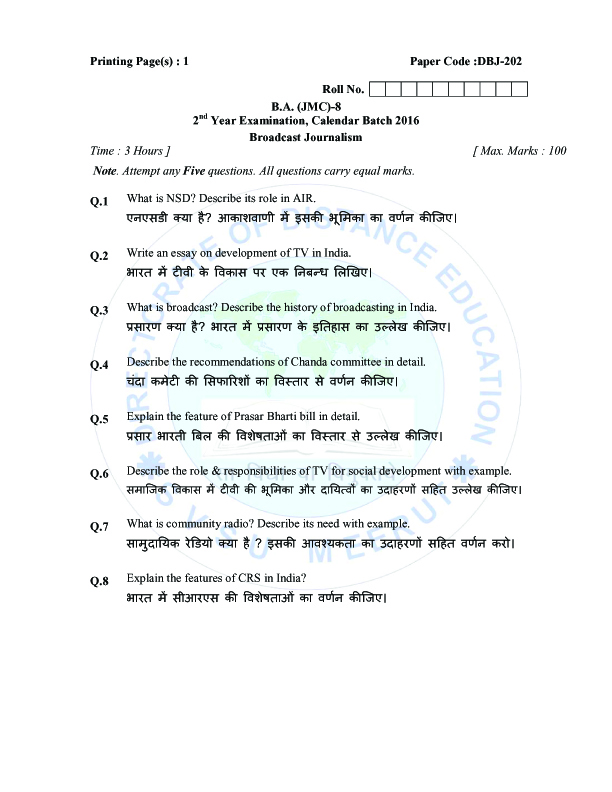 Printing Page(s) : 1 Paper Code :DBJ-202
Roll No.
B.A. (JMC)-8
2nd Year Examination, Calendar Batch 2016
Broadcast Journalism
Time : 3 Hours ] [ Max. Marks : 100
Note. Attempt any Five questions. All questions carry equal marks.
Q.1 What is NSD? Describe its role in AIR.
एनएसडी क्या है? आकाशवाणी में इसकी भूमिका का वर्णन कीजिए।
Q.2 Write an essay on development of TV in India.
भारत में टीवी के विकास पर एक निबन्ध लिखिए।
Q.3 What is broadcast? Describe the history of broadcasting in India.
प्रसारण क्या है? भारत में प्रसारण के इतिहास का उल्लेख कीजिए।
Q.4 Describe the recommendations of Chanda committee in detail.
चंदा कमेटी की सिफारिशों का विस्तार से वर्णन कीजिए।
Q.5 Explain the feature of Prasar Bharti bill in detail.
प्रसार भारती बिल की विशेषताओं का विस्तार से उल्लेख कीजिए।
Q.6 Describe the role & responsibilities of TV for social development with example.
समाजिक विकास में टीवी की भूमिका और दायित्वों का उदाहरणों सहित उल्लेख कीजिए।
Q.7 What is community radio? Describe its need with example.
सामुदायिक रेडियो क्या है ? इसकी आवश्यकता का उदाहरणों सहित वर्णन करो।
Q.8 Explain the features of CRS in India?
भारत में सीआरएस की विशेषताओं का वर्णन कीजिए।
DIRECTORATE OF DISTANCE EDUCATION
SVSU MEERUT